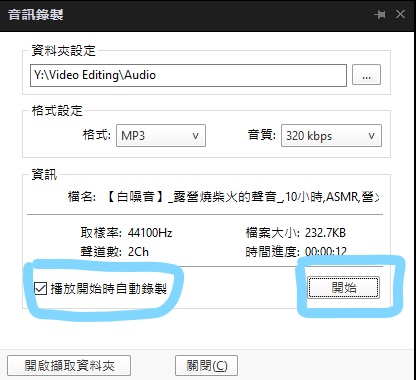 音訊錄製
資料夾設定
Y:\Video Editing\Audio
...
格式設定
格式: MP3 音質: 320 kbps
資訊
檔名: 【白噪音】_露營燒柴火的聲音_,10小時,ASMR,營火
取樣率: 44100Hz 檔案大小: 232.7KB
聲道數: 2Ch 時間進度: 00:00:12
播放開始時自動錄製 開始
開啟擷取資料夾 關閉(C)